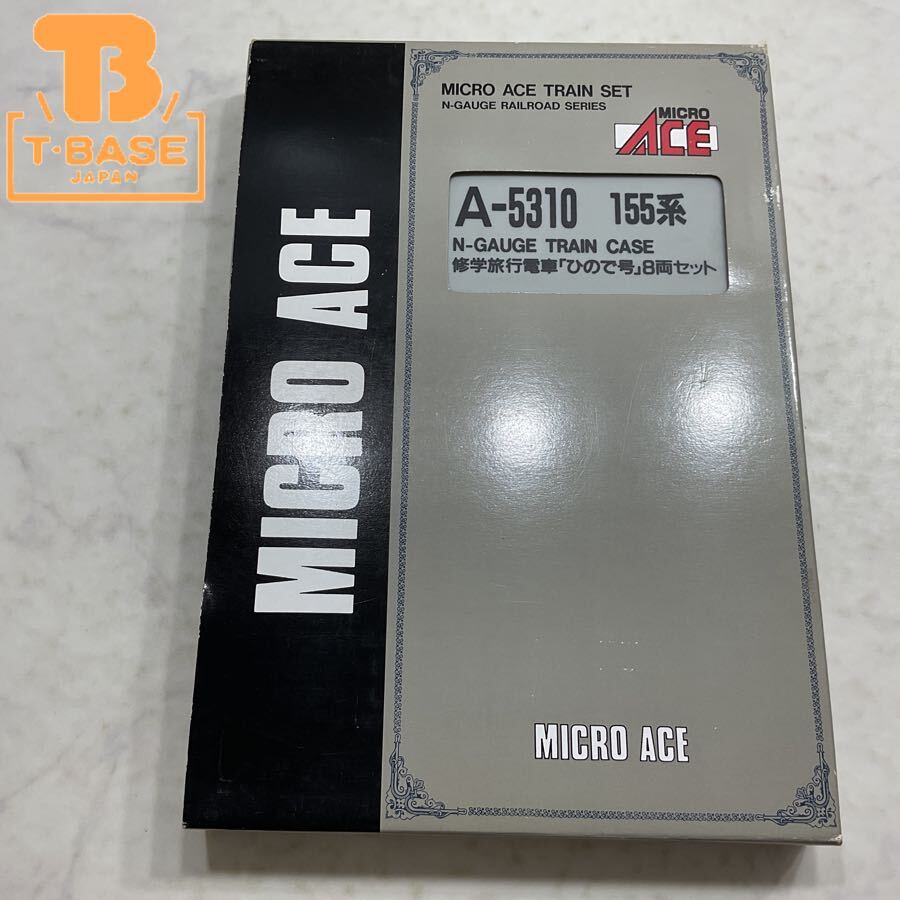 T·BASE
JAPAN
MICRO ACE TRAIN SET
N-GAUGE RAILROAD SERIES
MICRO
ACE
A-5310 155系
N-GAUGE TRAIN CASE
修学旅行電車「ひので号」8両セット
MICRO ACE
MICRO ACE